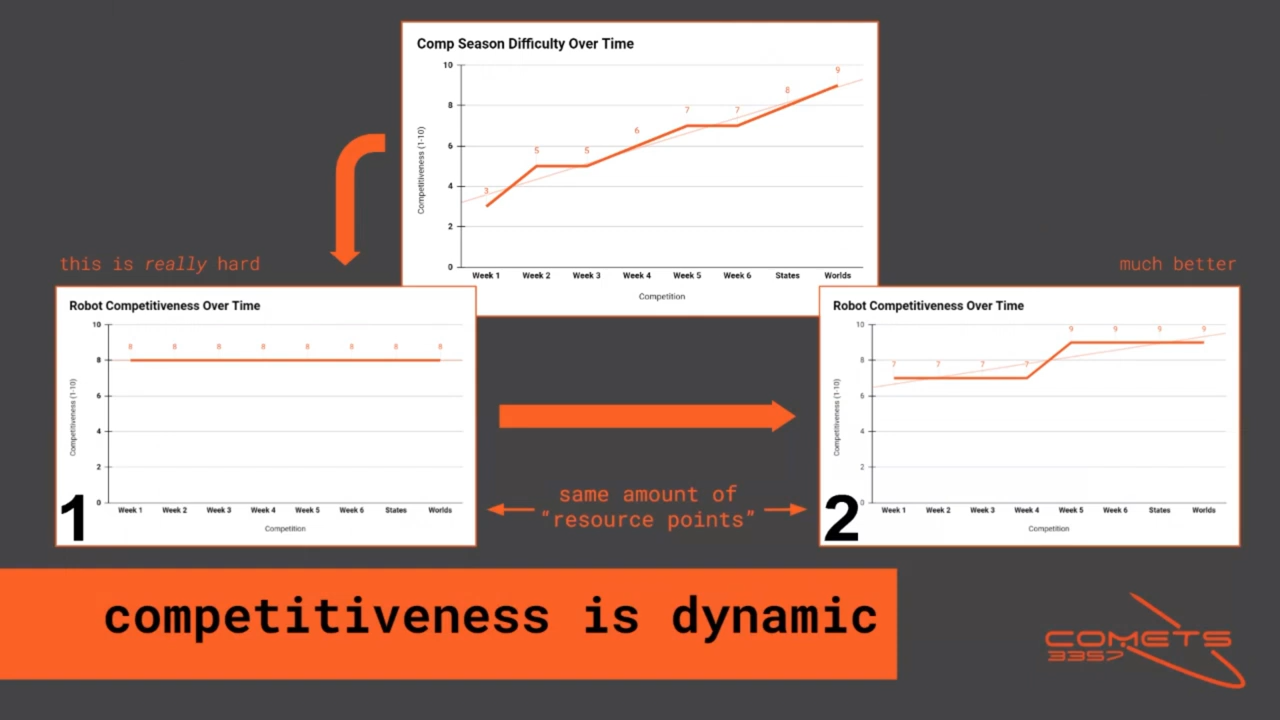 Comp Season Difficulty Over Time
10
8
6
4
2
0
Competitiveness (1-10)
3
5
5
6
7
7
8
9
Week 1 Week 2 Week 3 Week 4 Week 5 Week 6 States Worlds
Competition
this is really hard
much better
Robot Competitiveness Over Time
10
8
6
4
2
0
Competitiveness (1-10)
8 8 8 8 8 8 8 8
Week 1 Week 2 Week 3 Week 4 Week 5 Week 6 States Worlds
Competition
1
same amount of
“resource points”
Robot Competitiveness Over Time
10
8
6
4
2
0
Competitiveness (1-10)
7 7 7 7 9 9 9 9
Week 1 Week 2 Week 3 Week 4 Week 5 Week 6 States Worlds
Competition
2
competitiveness is dynamic
COMETS
3357